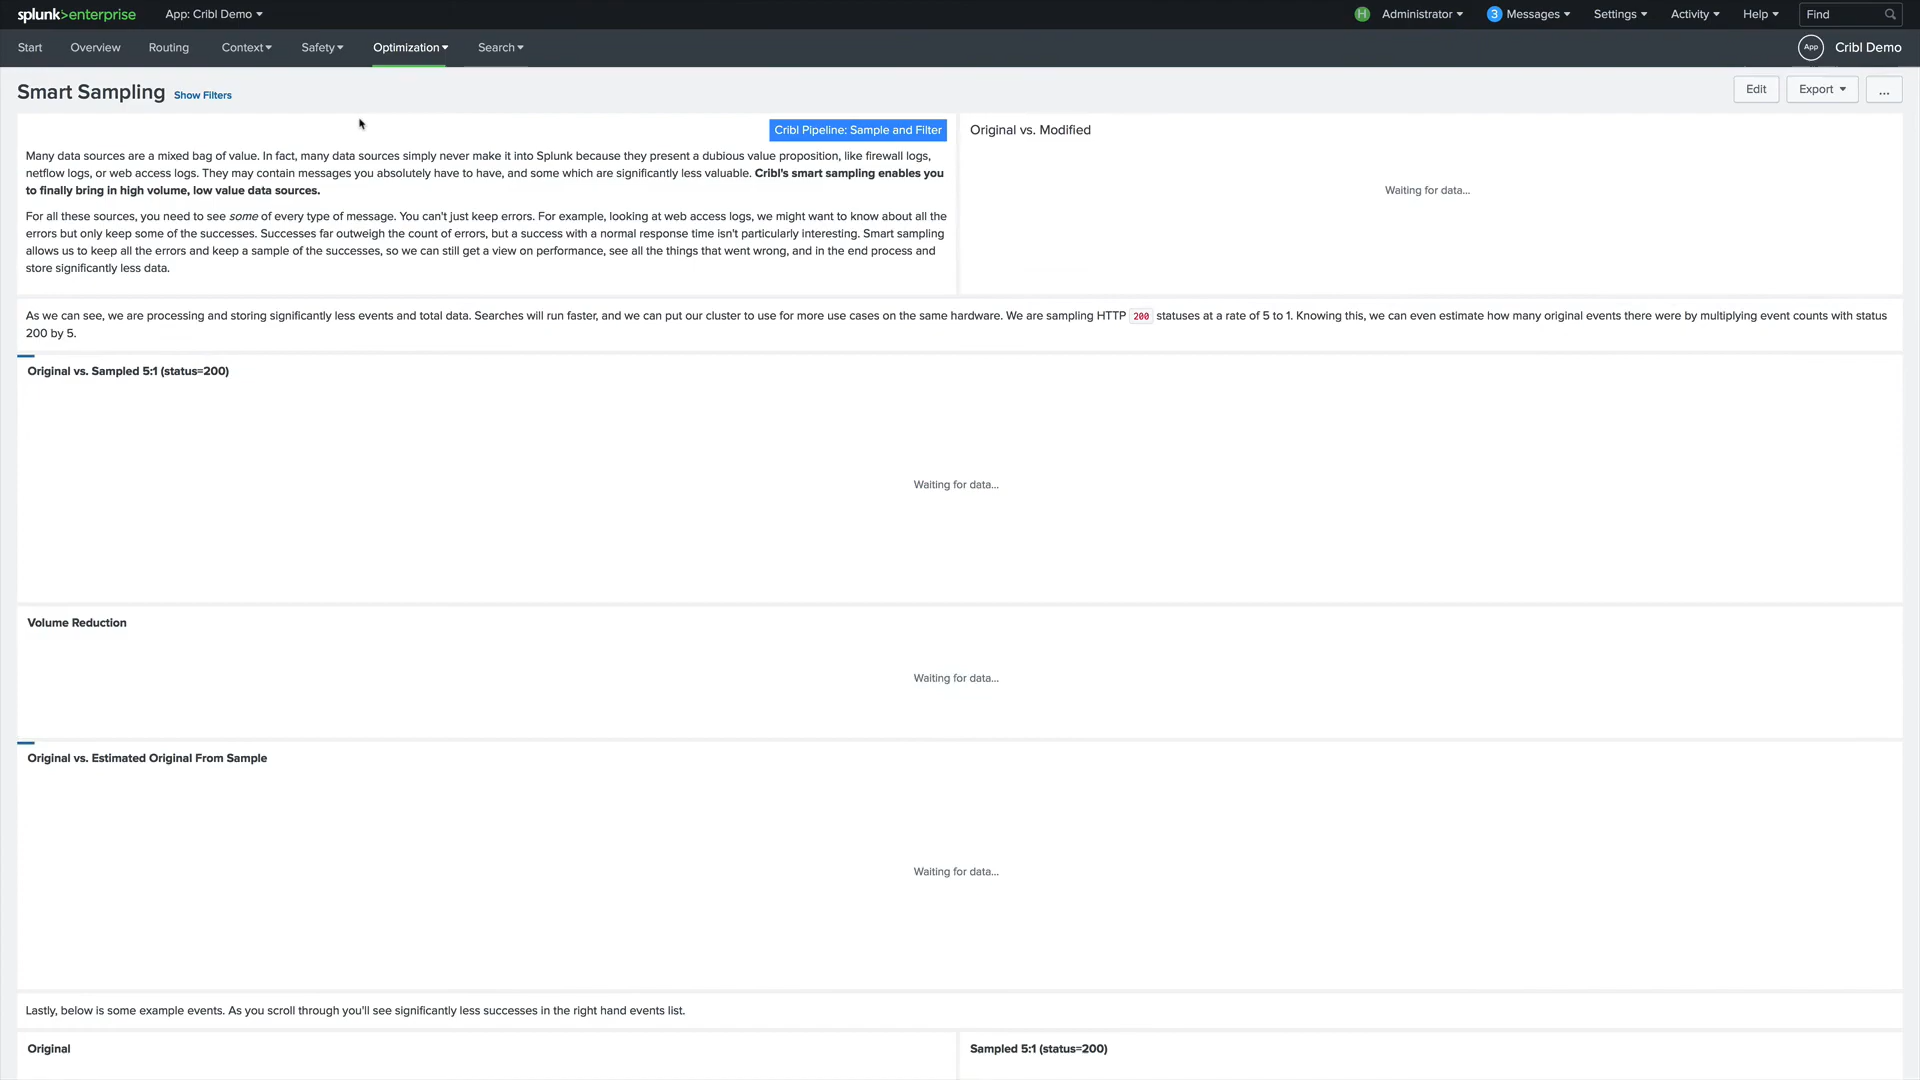 splunk>enterprise App: Cribl Demo H Administrator 3 Messages Settings Activity Help Find
Start Overview Routing Context Safety Optimization Search App Cribl Demo
Smart Sampling Show Filters Edit Export ...
Cribl Pipeline: Sample and Filter
Many data sources are a mixed bag of value. In fact, many data sources simply never make it into Splunk because they present a dubious value proposition, like firewall logs,
netflow logs, or web access logs. They may contain messages you absolutely have to have, and some which are significantly less valuable. Cribl's smart sampling enables you
to finally bring in high volume, low value data sources.
For all these sources, you need to see some of every type of message. You can't just keep errors. For example, looking at web access logs, we might want to know about all the
errors but only keep some of the successes. Successes far outweigh the count of errors, but a success with a normal response time isn't particularly interesting. Smart sampling
allows us to keep all the errors and keep a sample of the successes, so we can still get a view on performance, see all the things that went wrong, and in the end process and
store significantly less data.
Original vs. Modified
Waiting for data...
As we can see, we are processing and storing significantly less events and total data. Searches will run faster, and we can put our cluster to use for more use cases on the same hardware. We are sampling HTTP 200 statuses at a rate of 5 to 1. Knowing this, we can even estimate how many original events there were by multiplying event counts with status
200 by 5.
Original vs. Sampled 5:1 (status=200)
Waiting for data...
Volume Reduction
Waiting for data...
Original vs. Estimated Original From Sample
Waiting for data...
Lastly, below is some example events. As you scroll through you'll see significantly less successes in the right hand events list.
Original
Sampled 5:1 (status=200)